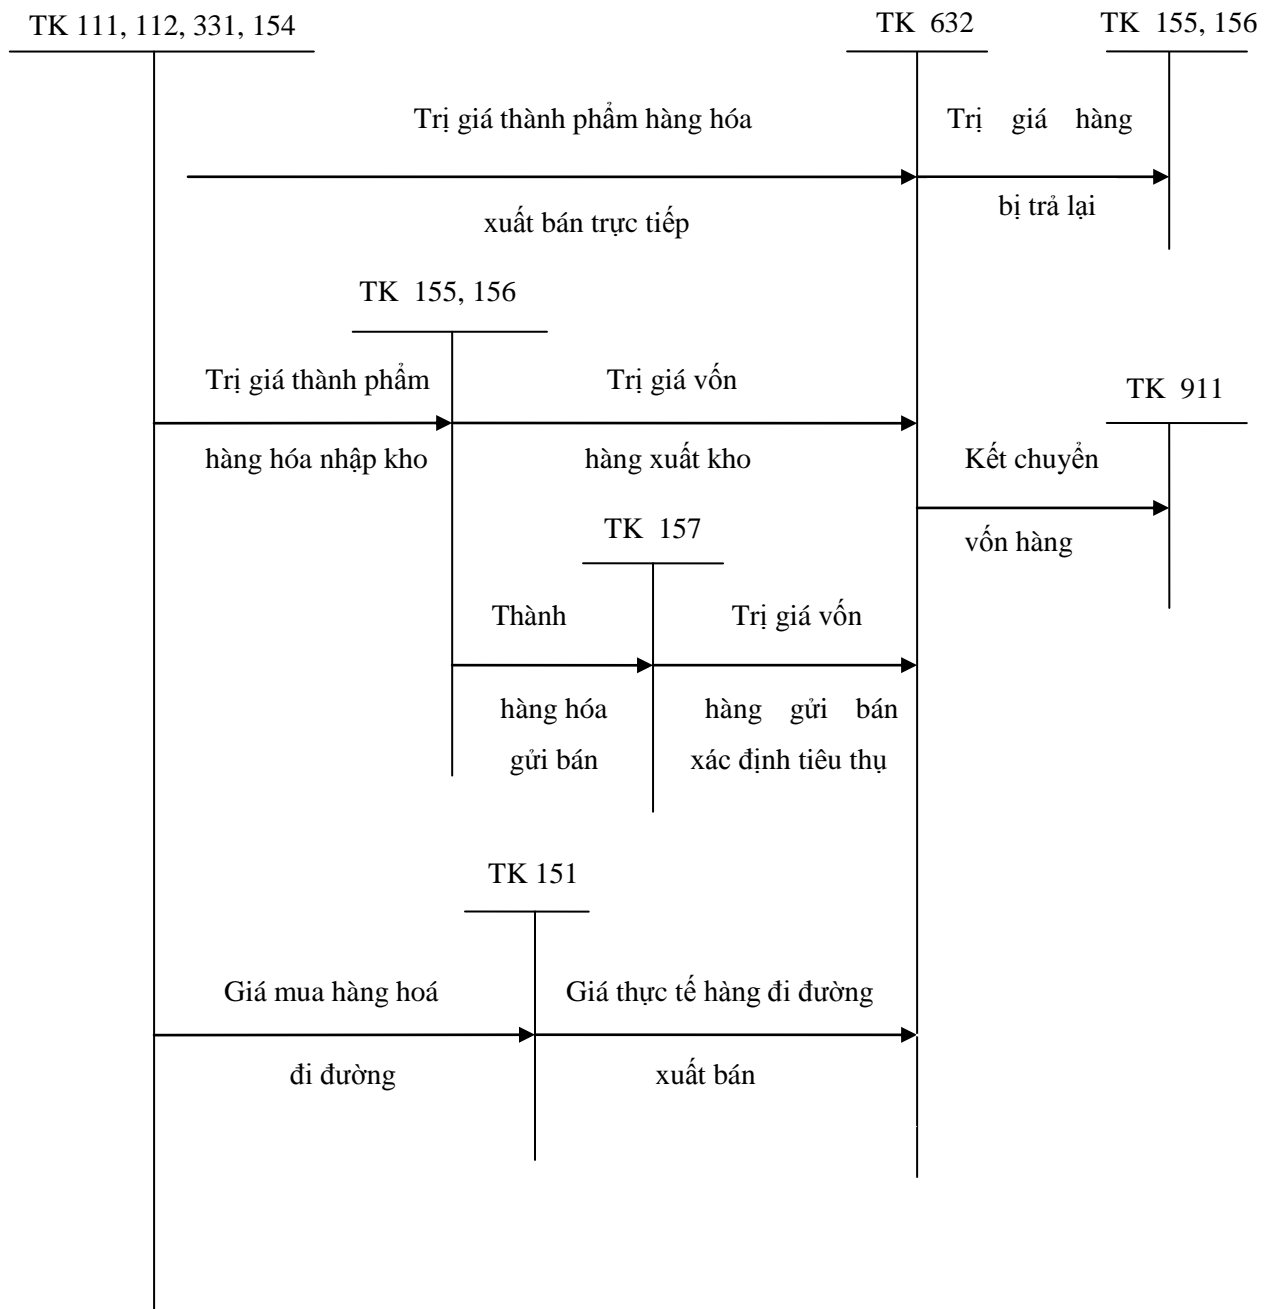 TK 111, 112, 331, 154
TK 632
TK 155, 156
Trị giá thành phẩm hàng hóa
Trị giá hàng
xuất bán trực tiếp
bị trả lại
TK 155, 156
Trị giá thành phẩm
Trị giá vốn
TK 911
hàng hóa nhập kho
hàng xuất kho
Kết chuyển
TK 157
vốn hàng
Thành
Trị giá vốn
hàng hóa
hàng gửi bán
gửi bán
xác định tiêu thụ
TK 151
Giá mua hàng hoá
Giá thực tế hàng đi đường
đi đường
xuất bán